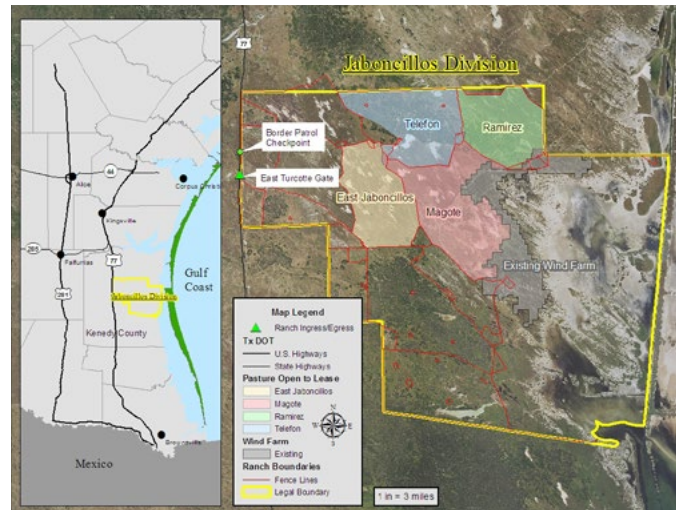 Jaboncillos Division
77
Telefon
Ramirez
Border Patrol
Checkpoint
East Turcotte Gate
East Jaboncillos
Magote
Existing Wind Farm
44
Alice
Corpus Christi
Kingsville
285
Falfurrias
77
281
Gulf
Coast
Jaboncillos Division
Kenedy County
Brownsville
Mexico
Map Legend
Ranch Ingress/Egress
Tx DOT
U.S. Highways
State Highways
Pasture Open to Lease
East Jaboncillos
Magote
Ramirez
Telefon
Wind Farm
Existing
Ranch Boundaries
Fence Lines
Legal Boundary
N
W
E
S
1 in = 3 miles